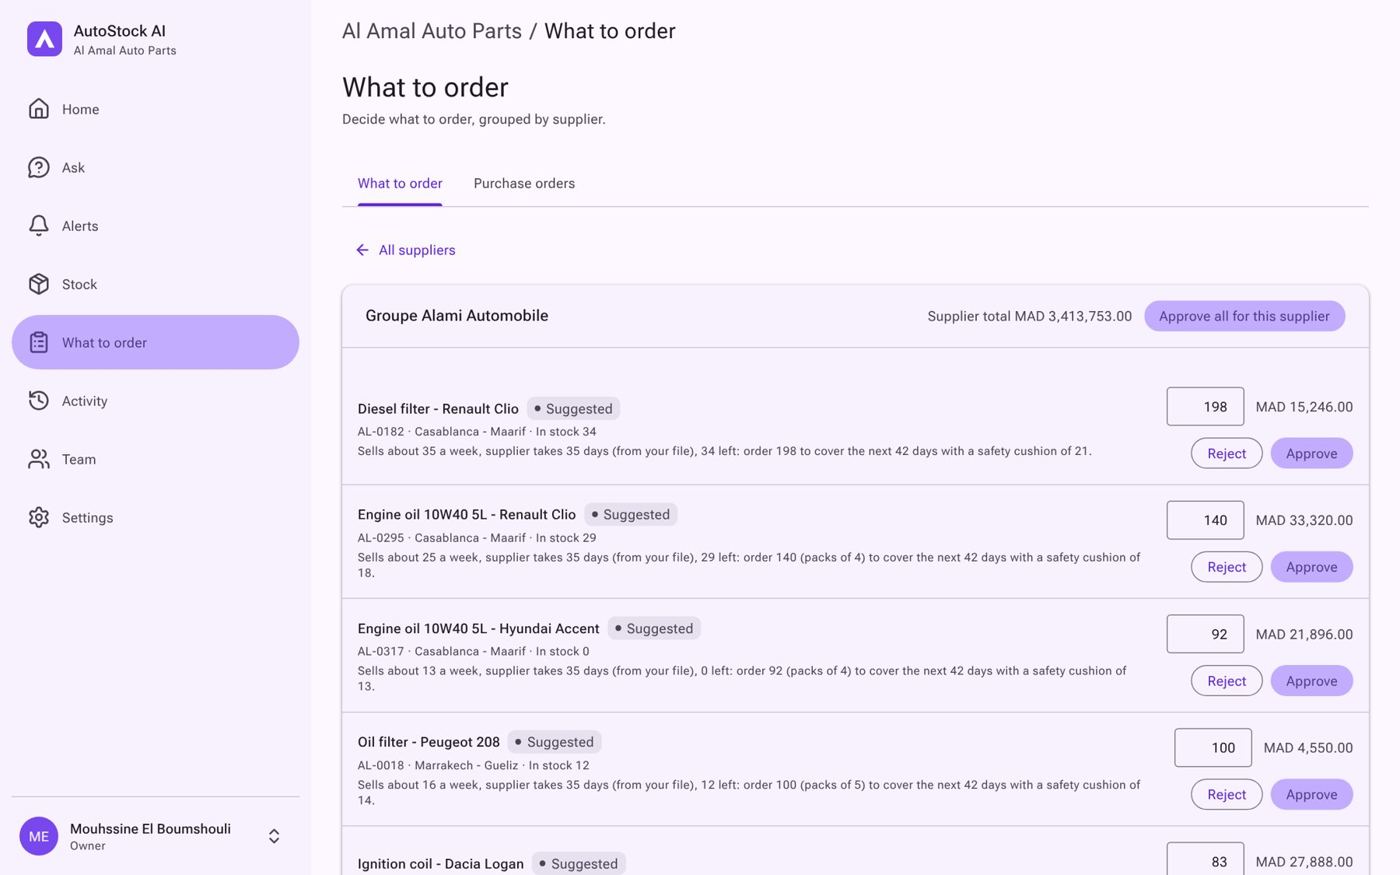 AutoStock AI
Al Amal Auto Parts
Home
Ask
Alerts
Stock
What to order
Activity
Team
Settings
ME
Mouhssine El Boumshouli
Owner
Al Amal Auto Parts / What to order
What to order
Decide what to order, grouped by supplier.
What to order
Purchase orders
All suppliers
Groupe Alami Automobile
Supplier total MAD 3,413,753.00
Approve all for this supplier
Diesel filter - Renault Clio • Suggested
AL-0182 · Casablanca - Maarif · In stock 34
Sells about 35 a week, supplier takes 35 days (from your file), 34 left: order 198 to cover the next 42 days with a safety cushion of 21.
198 MAD 15,246.00
Reject Approve
Engine oil 10W40 5L - Renault Clio • Suggested
AL-0295 · Casablanca - Maarif · In stock 29
Sells about 25 a week, supplier takes 35 days (from your file), 29 left: order 140 (packs of 4) to cover the next 42 days with a safety cushion of
18.
140 MAD 33,320.00
Reject Approve
Engine oil 10W40 5L - Hyundai Accent • Suggested
AL-0317 · Casablanca - Maarif · In stock 0
Sells about 13 a week, supplier takes 35 days (from your file), 0 left: order 92 (packs of 4) to cover the next 42 days with a safety cushion of
13.
92 MAD 21,896.00
Reject Approve
Oil filter - Peugeot 208 • Suggested
AL-0018 · Marrakech - Gueliz · In stock 12
Sells about 16 a week, supplier takes 35 days (from your file), 12 left: order 100 (packs of 5) to cover the next 42 days with a safety cushion of
14.
100 MAD 4,550.00
Reject Approve
Ignition coil - Dacia Logan • Suggested
83 MAD 27,888.00